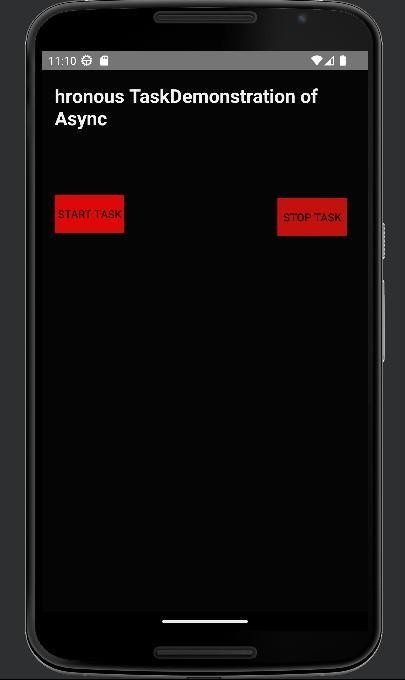 11:10
hronous TaskDemonstration of
Async
START TASK
STOP TASK